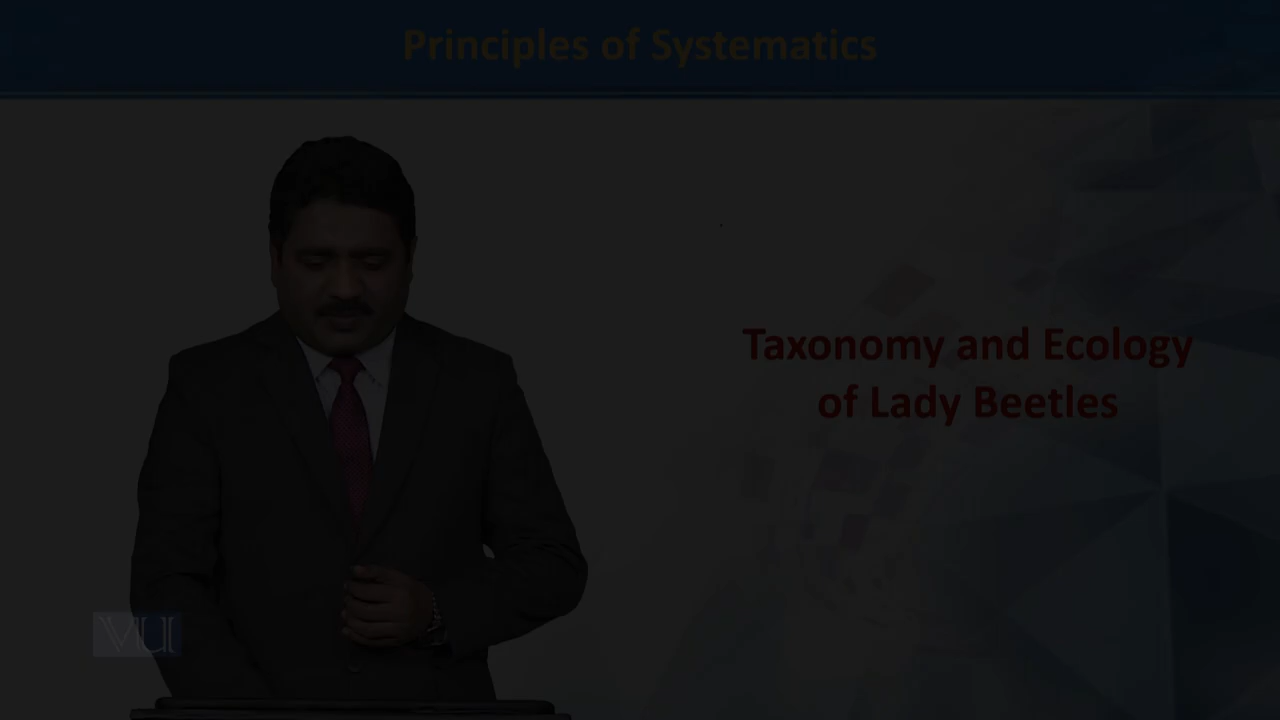 Principles of Systematics
Taxonomy and Ecology
of Lady Beetles
VU